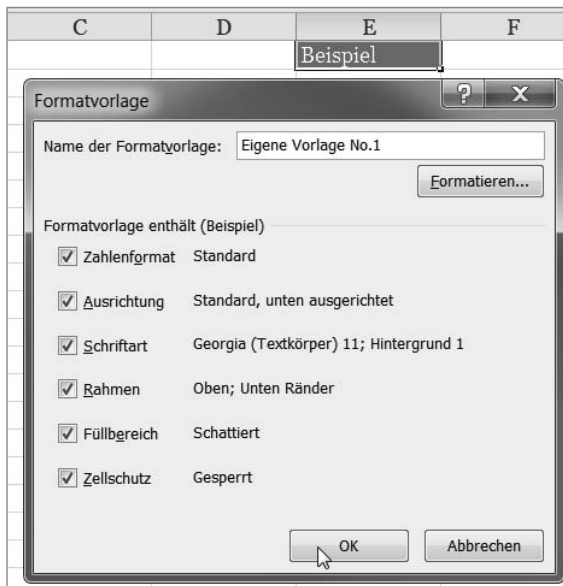 C D E F
Beispiel
Formatvorlage ? X
Name der Formatvorlage: Eigene Vorlage No.1
Formatieren...
Formatvorlage enthält (Beispiel)
Zahlenformat Standard
Ausrichtung Standard, unten ausgerichtet
Schriftart Georgia (Textkörper) 11; Hintergrund 1
Rahmen Oben; Unten Ränder
Füllbereich Schattiert
Zellschutz Gesperrt
OK Abbrechen